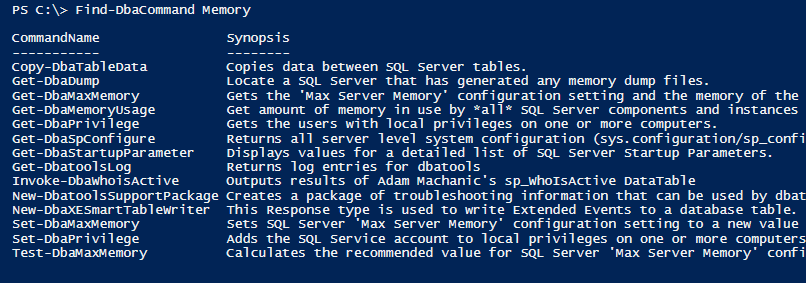 PS C:\> Find-DbaCommand Memory
CommandName Synopsis
----------- --------
Copy-DbaTableData Copies data between SQL Server tables.
Get-DbaDump Locate a SQL Server that has generated any memory dump files.
Get-DbaMaxMemory Gets the 'Max Server Memory' configuration setting and the memory of the
Get-DbaMemoryUsage Get amount of memory in use by *all* SQL Server components and instances
Get-DbaPrivilege Gets the users with local privileges on one or more computers.
Get-DbaSpConfigure Returns all server level system configuration (sys.configuration/sp_confi
Get-DbaStartupParameter Displays values for a detailed list of SQL Server Startup Parameters.
Get-DbatoolsLog Returns log entries for dbatools
Invoke-DbaWhoisActive Outputs results of Adam Machanic's sp_WhoIsActive DataTable
New-DbatoolsSupportPackage Creates a package of troubleshooting information that can be used by dbat
New-DbaXESmartTableWriter This Response type is used to write Extended Events to a database table.
Set-DbaMaxMemory Sets SQL Server 'Max Server Memory' configuration setting to a new value
Set-DbaPrivilege Adds the SQL Service account to local privileges on one or more computers
Test-DbaMaxMemory Calculates the recommended value for SQL Server 'Max Server Memory' confi